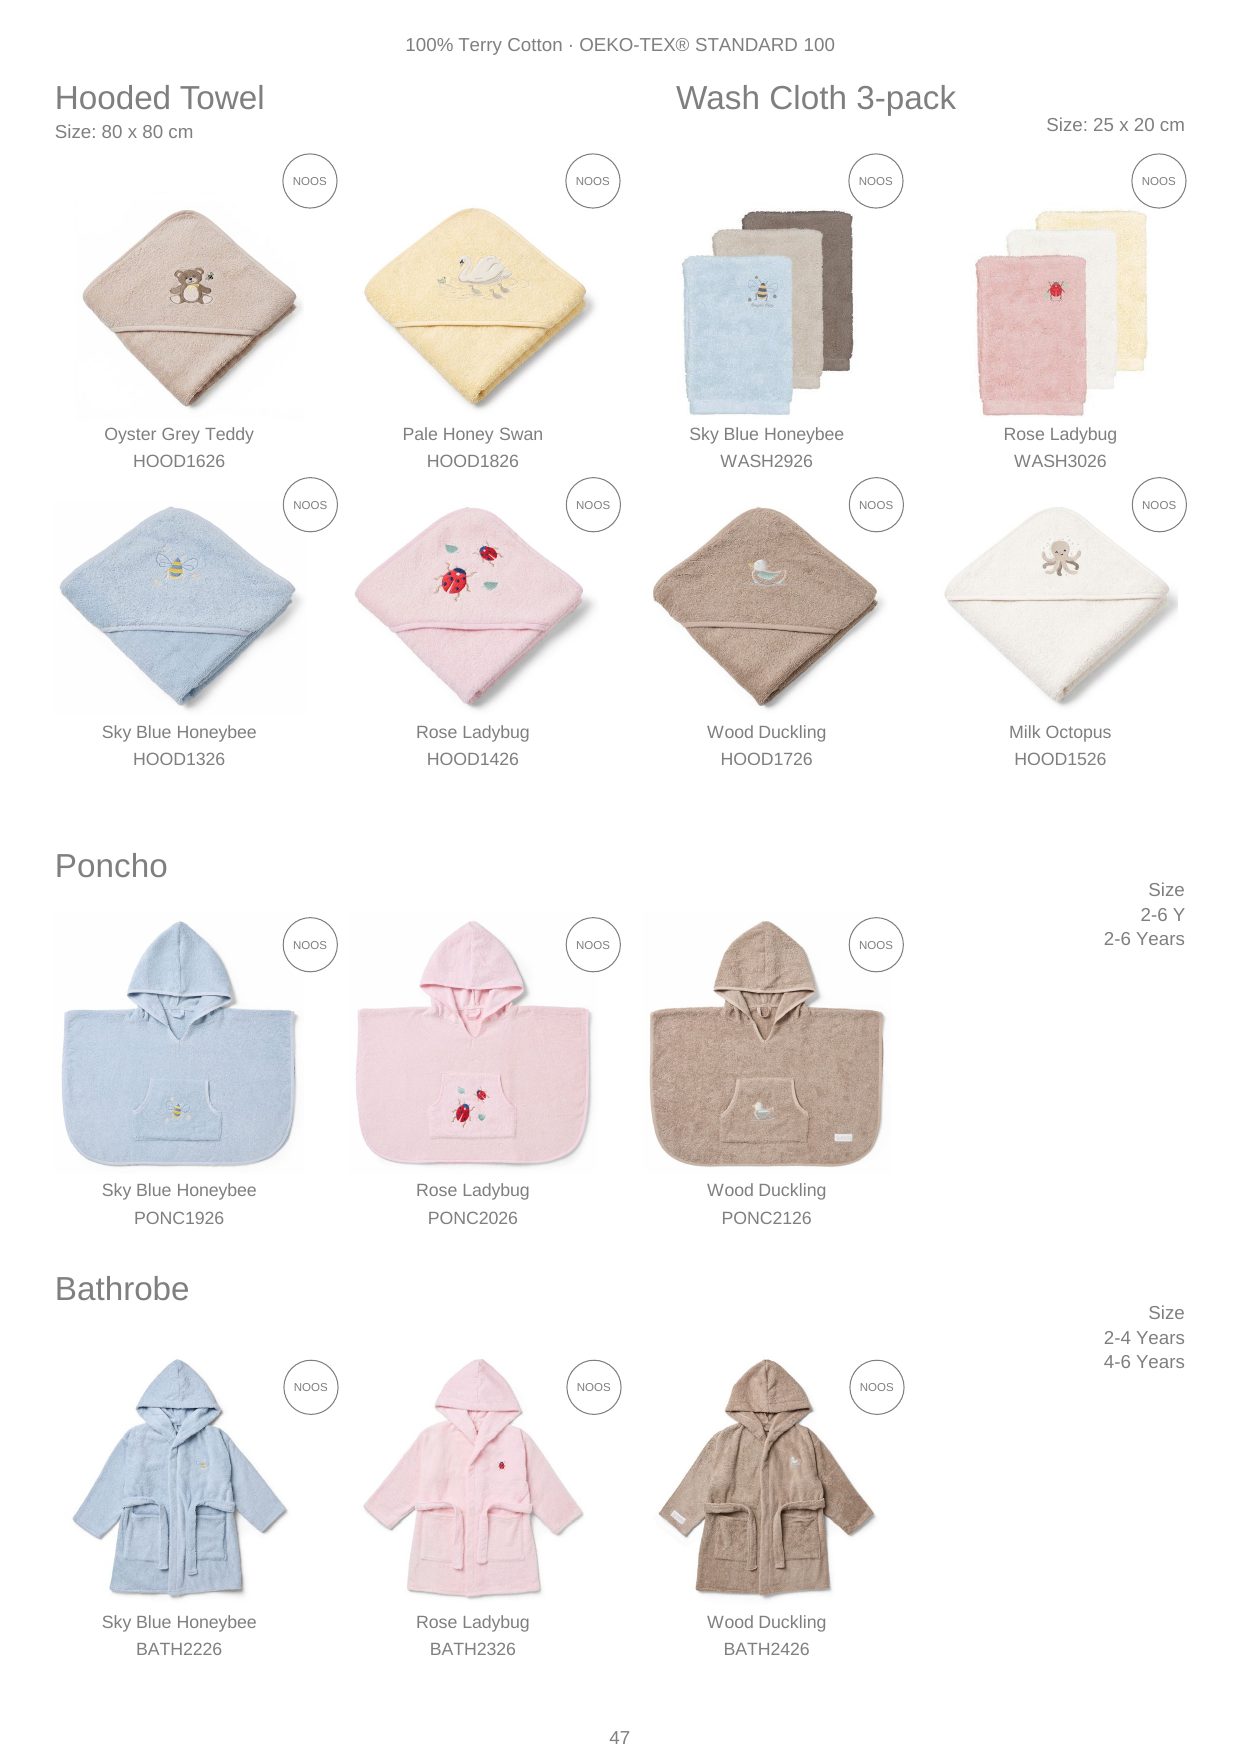 100% Terry Cotton · OEKO-TEX® STANDARD 100
Hooded Towel
Size: 80 x 80 cm
Wash Cloth 3-pack
Size: 25 x 20 cm
NOOS
NOOS
NOOS
NOOS
Oyster Grey Teddy
HOOD1626
Pale Honey Swan
HOOD1826
Sky Blue Honeybee
WASH2926
Rose Ladybug
WASH3026
NOOS
NOOS
NOOS
NOOS
Sky Blue Honeybee
HOOD1326
Rose Ladybug
HOOD1426
Wood Duckling
HOOD1726
Milk Octopus
HOOD1526
Poncho
Size
2-6 Y
2-6 Years
NOOS
NOOS
NOOS
Sky Blue Honeybee
PONC1926
Rose Ladybug
PONC2026
Wood Duckling
PONC2126
Bathrobe
Size
2-4 Years
4-6 Years
NOOS
NOOS
NOOS
Sky Blue Honeybee
BATH2226
Rose Ladybug
BATH2326
Wood Duckling
BATH2426
47